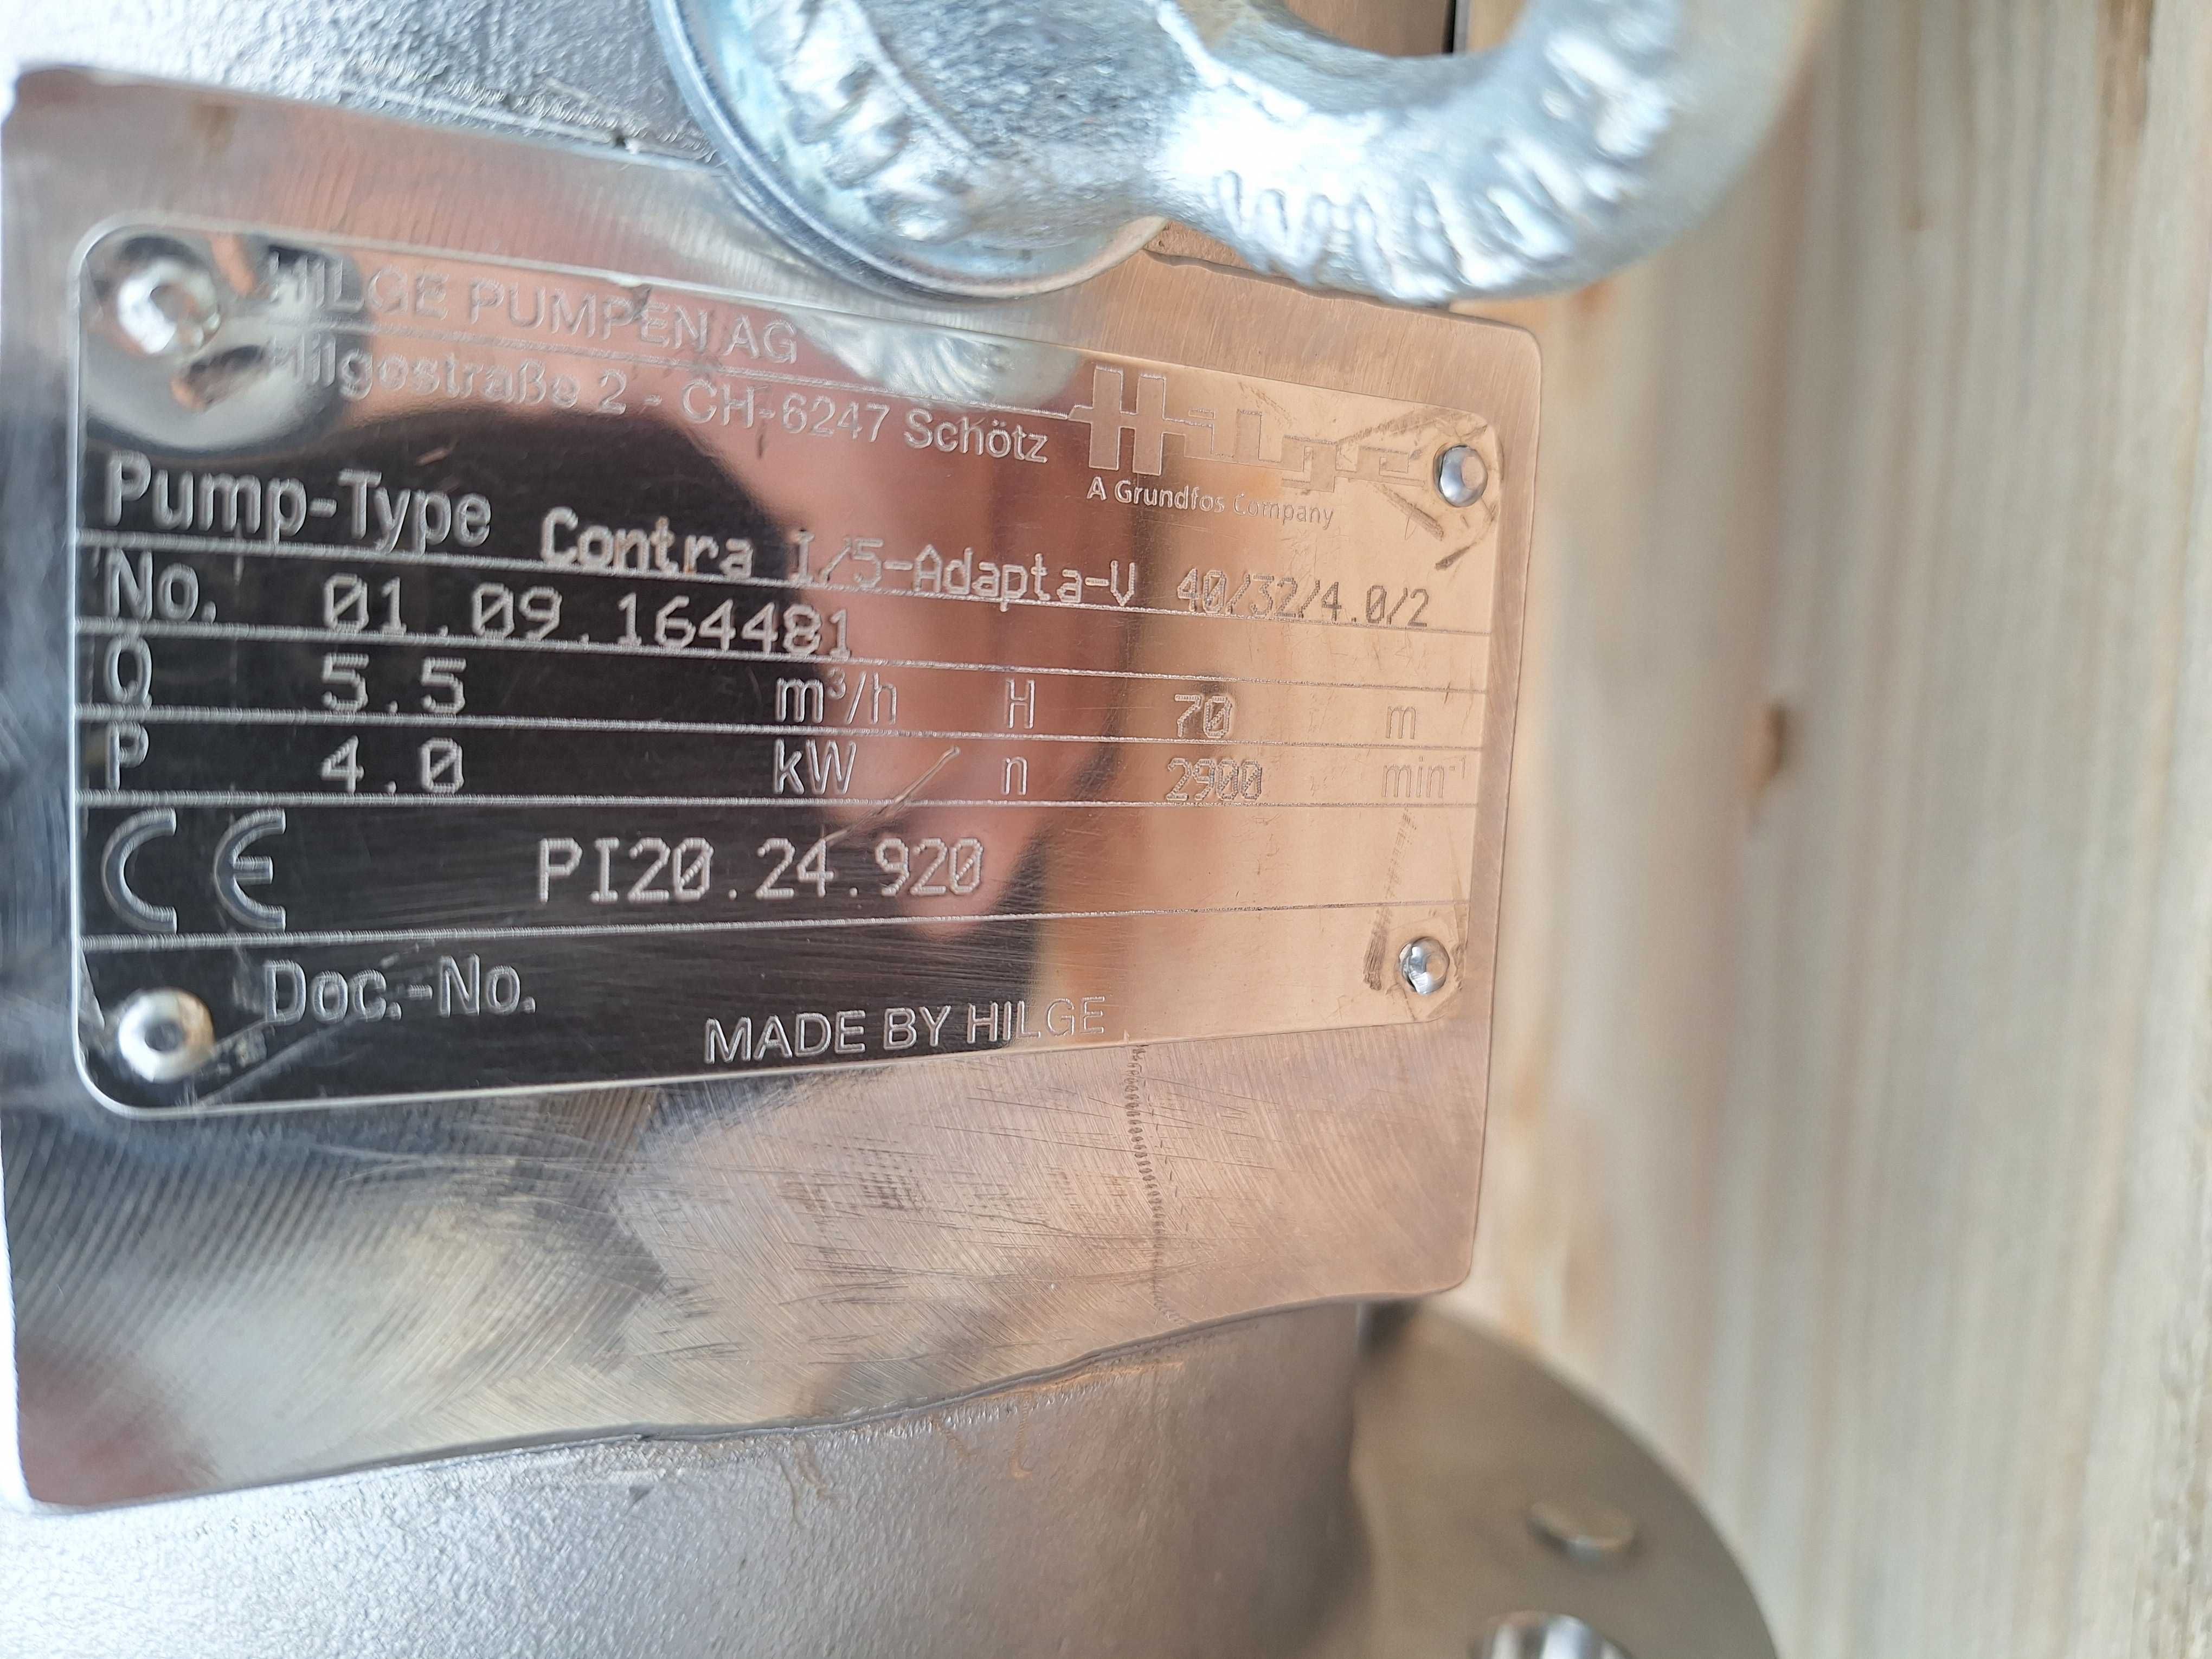 HILGE PUMPEN AG
Hilgestraße 2 - CH-6247 Schötz
Hilge
A Grundfos Company
Pump-Type Contra I/5-Adapta-V 40/32/4.0/2
No. 01.09.164481
Q 5.5 m³/h H 70 m
P 4.0 kW n 2900 min⁻¹
CE PI20.24.920
Doc.-No.
MADE BY HILGE